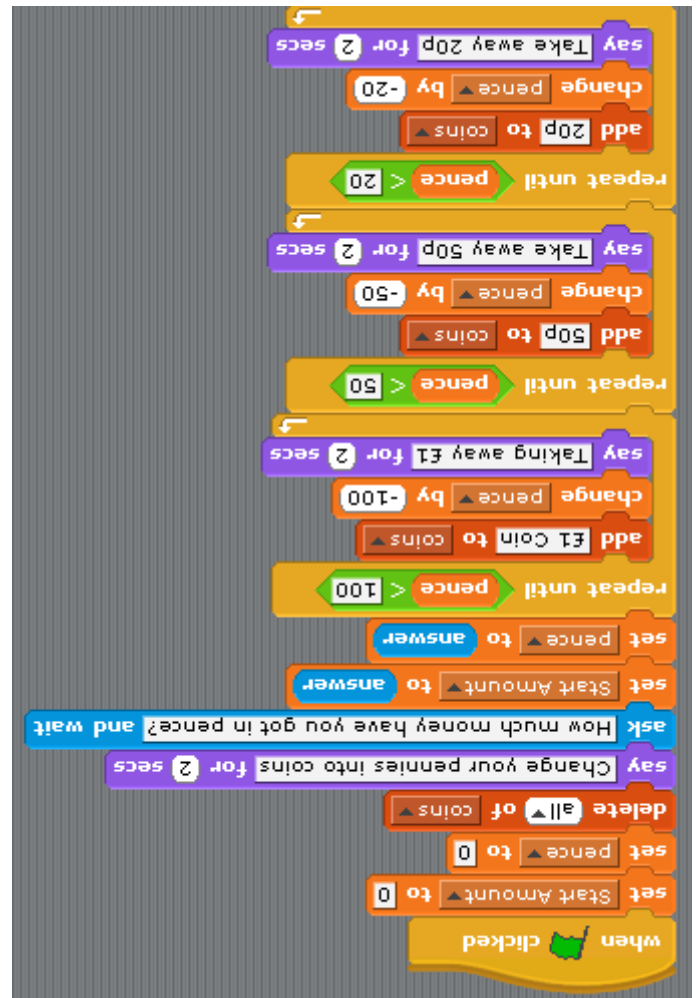 when clicked
set Start Amount to 0
set pence to 0
delete all of coins
say Change your pennies into coins for 2 secs
ask How much money have you got in pence? and wait
set Start Amount to answer
set pence to answer
repeat until pence < 100
add £1 Coin to coins
change pence by -100
say Taking away £1 for 2 secs
repeat until pence < 50
add 50p to coins
change pence by -50
say Take away 50p for 2 secs
repeat until pence < 20
add 20p to coins
change pence by -20
say Take away 20p for 2 secs